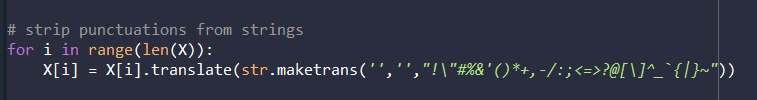 # strip punctuations from strings
for i in range(len(X)):
X[i] = X[i].translate(str.maketrans('','',"!\"#%&'()*+,-/:;<=>?@[\]^_`{|}~"))